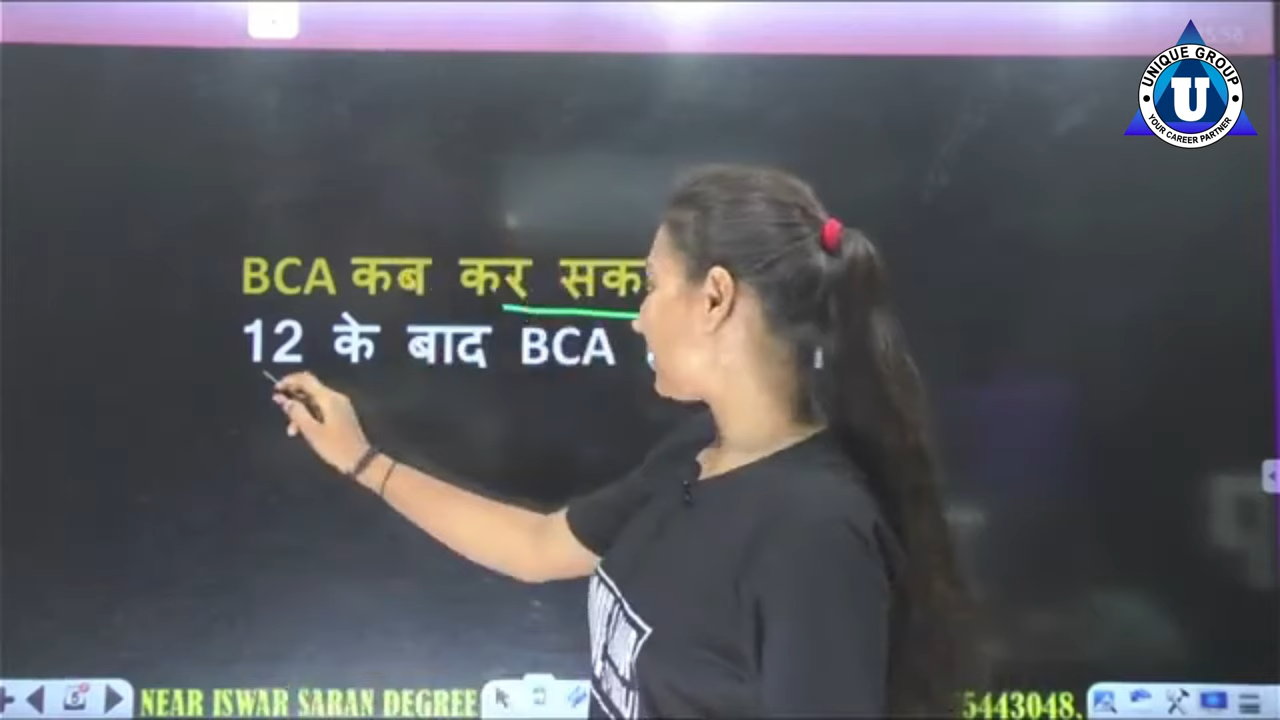 UNIQUE GROUP
U
YOUR CAREER PARTNER
BCA कब कर सक
12 के बाद BCA
NEAR ISWAR SARAN DEGREE 5443048,